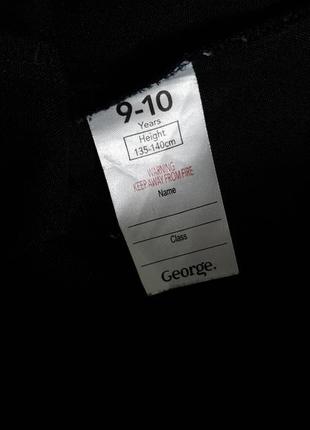 9-10
Years
Height
135-140cm
WARNING
KEEP AWAY FROM FIRE
Name
Class
George.